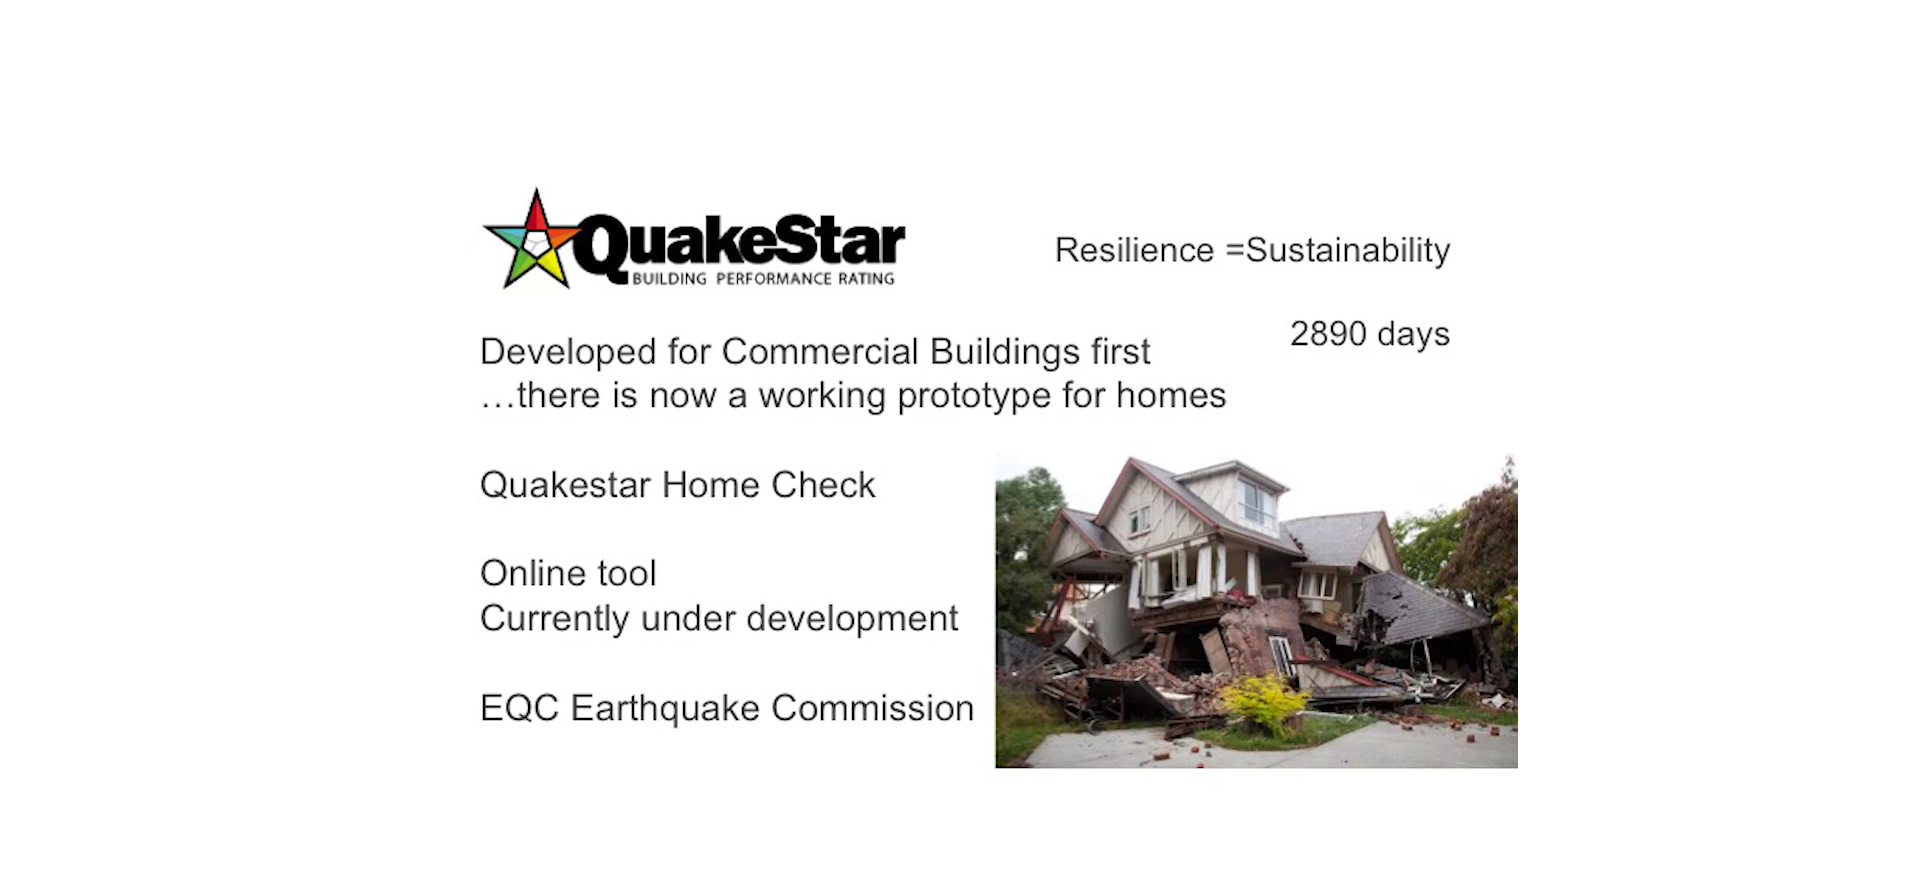 QuakeStar
BUILDING PERFORMANCE RATING
Resilience =Sustainability
2890 days
Developed for Commercial Buildings first
…there is now a working prototype for homes
Quakestar Home Check
Online tool
Currently under development
EQC Earthquake Commission